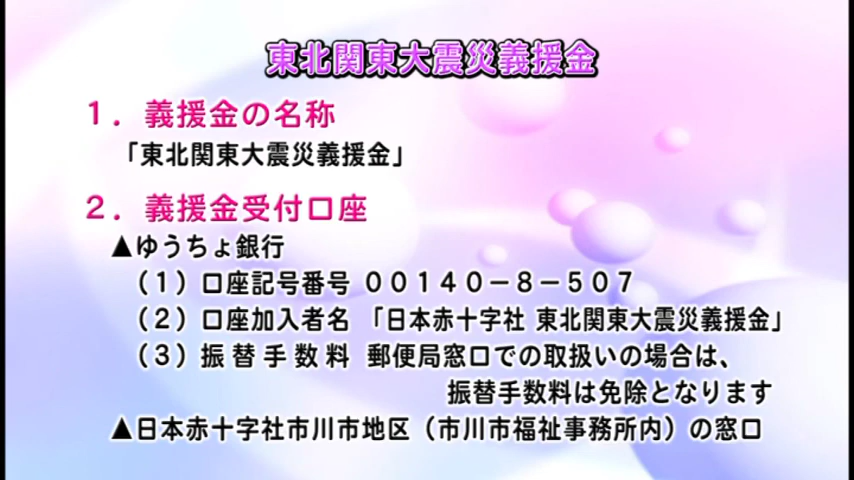 東北関東大震災義援金
１．義援金の名称
「東北関東大震災義援金」
２．義援金受付口座
▲ゆうちょ銀行
（１）口座記号番号 ００１４０－８－５０７
（２）口座加入者名 「日本赤十字社 東北関東大震災義援金」
（３）振替手数料 郵便局窓口での取扱いの場合は、
振替手数料は免除となります
▲日本赤十字社市川市地区（市川市福祉事務所内）の窓口